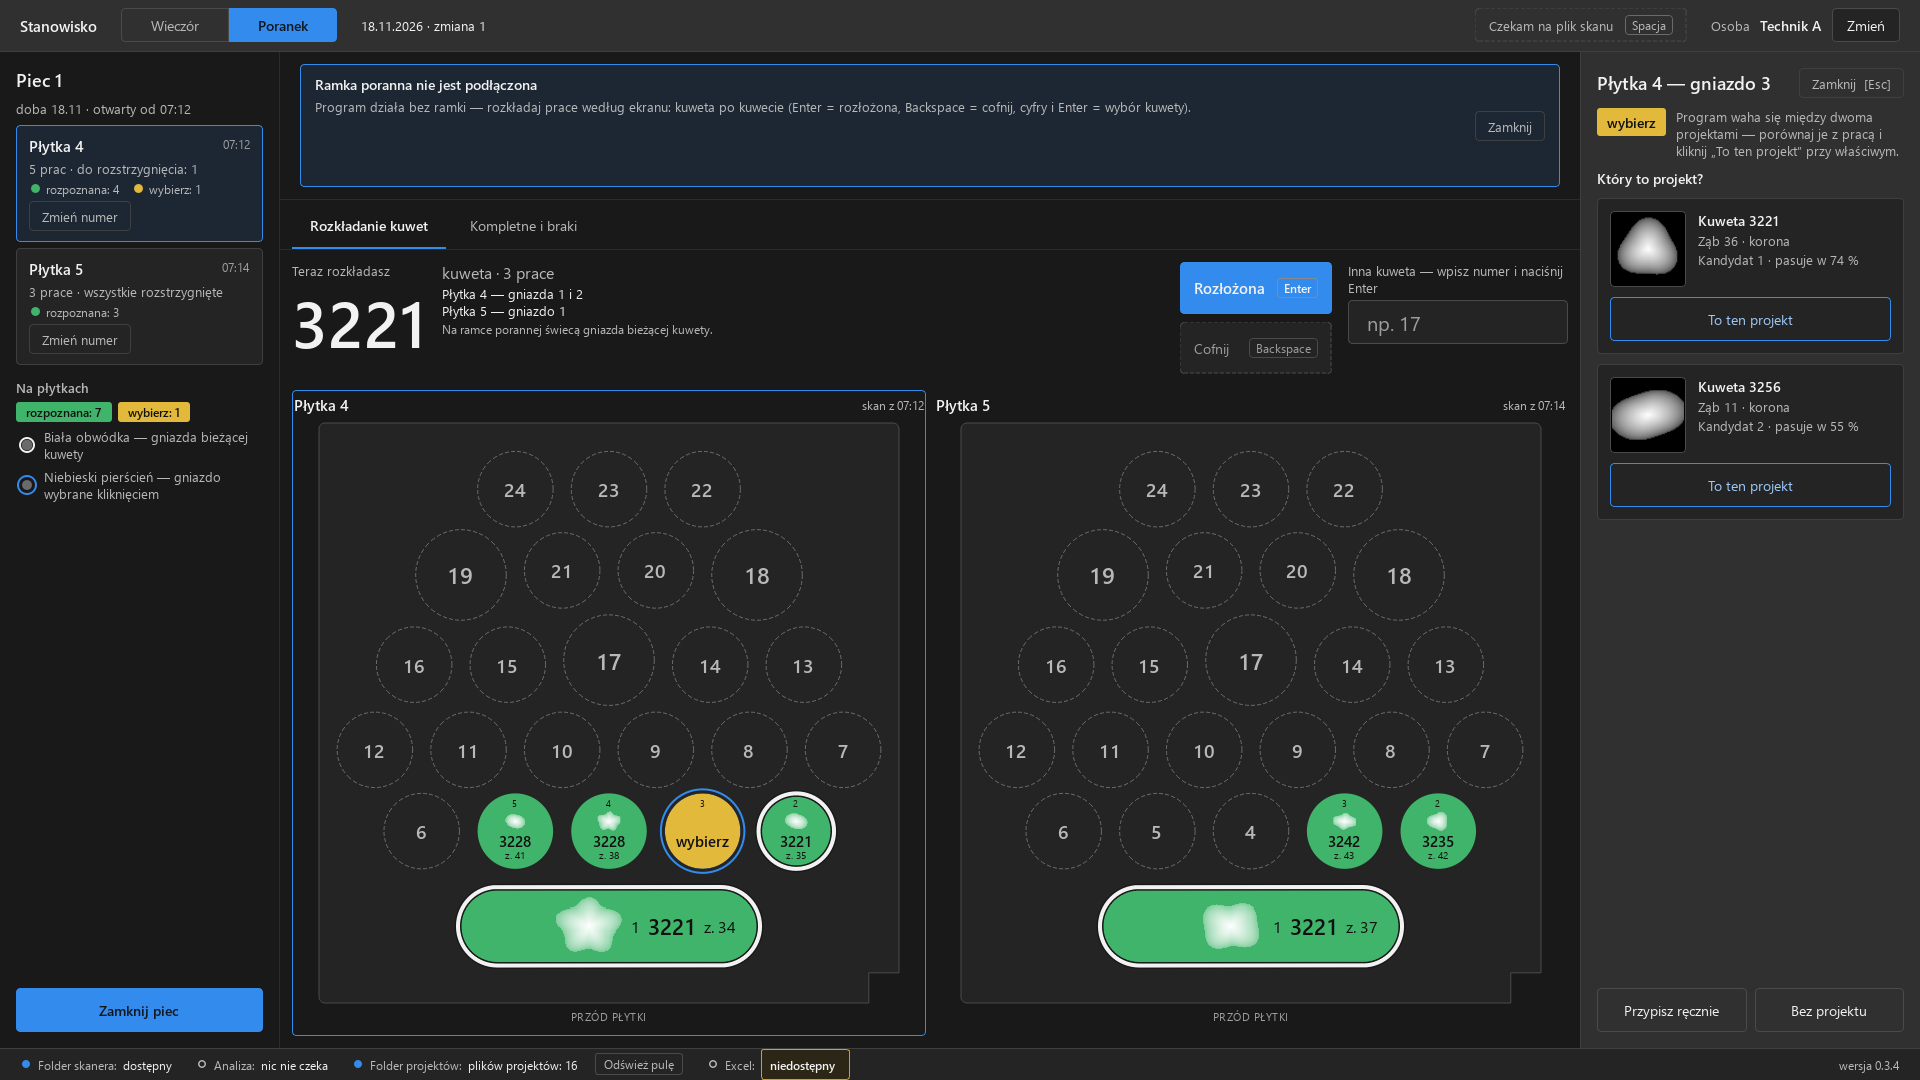 Stanowisko
Wieczór
Poranek
18.11.2026 · zmiana 1
Czekam na plik skanu
Spacja
Osoba
Technik A
Zmień
Piec 1
doba 18.11 · otwarty od 07:12
Płytka 4
07:12
5 prac · do rozstrzygnięcia: 1
rozpoznana: 4
wybierz: 1
Zmień numer
Płytka 5
07:14
3 prace · wszystkie rozstrzygnięte
rozpoznana: 3
Zmień numer
Na płytkach
rozpoznana: 7
wybierz: 1
Biała obwódka — gniazda bieżącej
kuwety
Niebieski pierścień — gniazdo
wybrane kliknięciem
Zamknij piec
Ramka poranna nie jest podłączona
Program działa bez ramki — rozkładaj prace według ekranu: kuweta po kuwecie (Enter = rozłożona, Backspace = cofnij, cyfry i Enter = wybór kuwety).
Zamknij
Rozkładanie kuwet
Kompletne i braki
Teraz rozkładasz
3221
kuweta · 3 prace
Płytka 4 — gniazda 1 i 2
Płytka 5 — gniazdo 1
Na ramce porannej świecą gniazda bieżącej kuwety.
Rozłożona
Enter
Cofnij
Backspace
Inna kuweta — wpisz numer i naciśnij
Enter
np. 17
Płytka 4
skan z 07:12
24
23
22
19
21
20
18
16
15
17
14
13
12
11
10
9
8
7
6
5
3228
z. 41
4
3228
z. 38
3
wybierz
2
3221
z. 35
1 3221 z. 34
PRZÓD PŁYTKI
Płytka 5
skan z 07:14
24
23
22
19
21
20
18
16
15
17
14
13
12
11
10
9
8
7
6
5
4
3
3242
z. 43
2
3235
z. 42
1 3221 z. 37
PRZÓD PŁYTKI
Płytka 4 — gniazdo 3
Zamknij [Esc]
wybierz
Program waha się między dwoma
projektami — porównaj je z pracą i
kliknij „To ten projekt" przy właściwym.
Który to projekt?
Kuweta 3221
Ząb 36 · korona
Kandydat 1 · pasuje w 74 %
To ten projekt
Kuweta 3256
Ząb 11 · korona
Kandydat 2 · pasuje w 55 %
To ten projekt
Przypisz ręcznie
Bez projektu
Folder skanera: dostępny
Analiza: nic nie czeka
Folder projektów: plików projektów: 16
Odśwież pulę
Excel: niedostępny
wersja 0.3.4